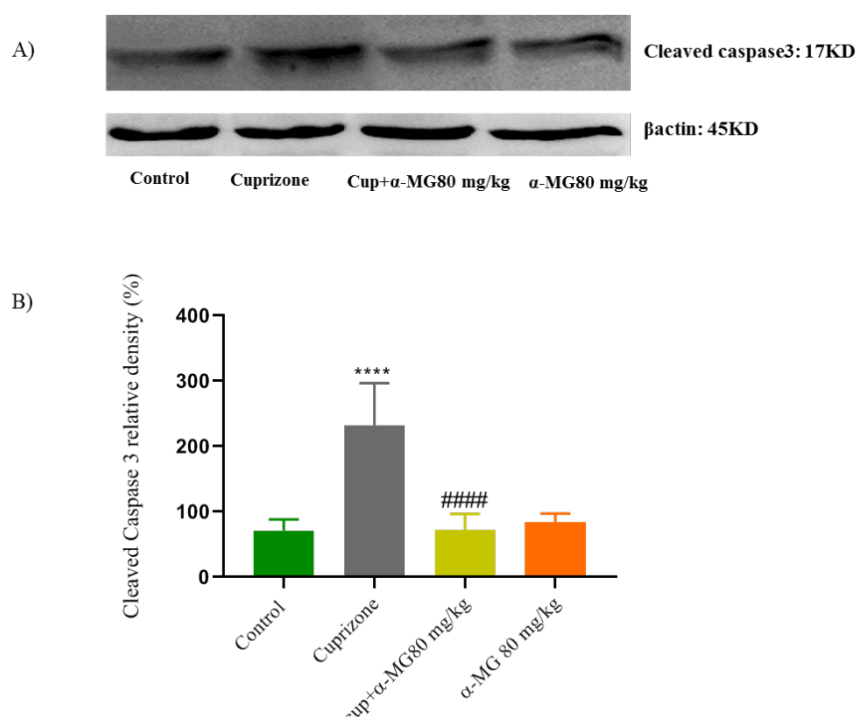 A)
Cleaved caspase3: 17KD
βactin: 45KD
Control Cuprizone Cup+α-MG80 mg/kg α-MG80 mg/kg
B)
Cleaved Caspase 3 relative density (%)
400
300
200
100
0
****
####
Control
Cuprizone
cup+α-MG80 mg/kg
α-MG 80 mg/kg